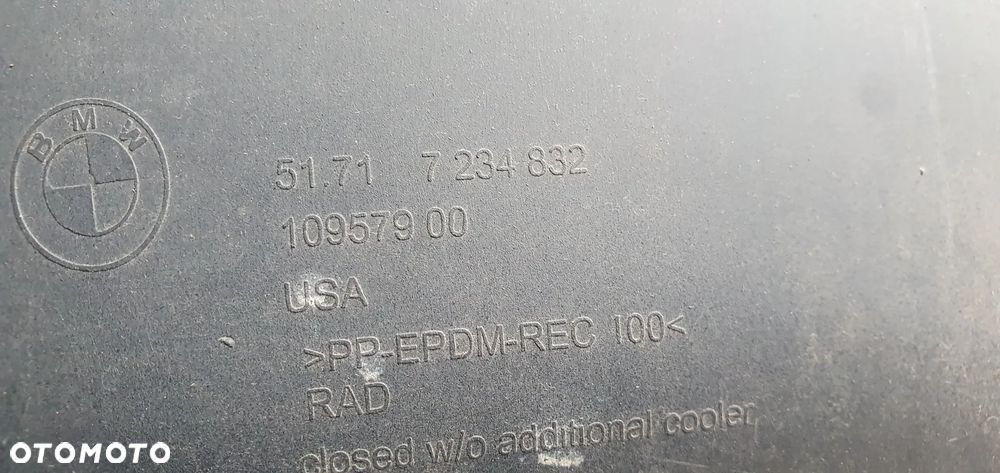 BMW
51.71 7 234 832
109579 00
USA
>PP-EPDM-REC 100<
RAD
closed w/o additional cooler
OTOMOTO